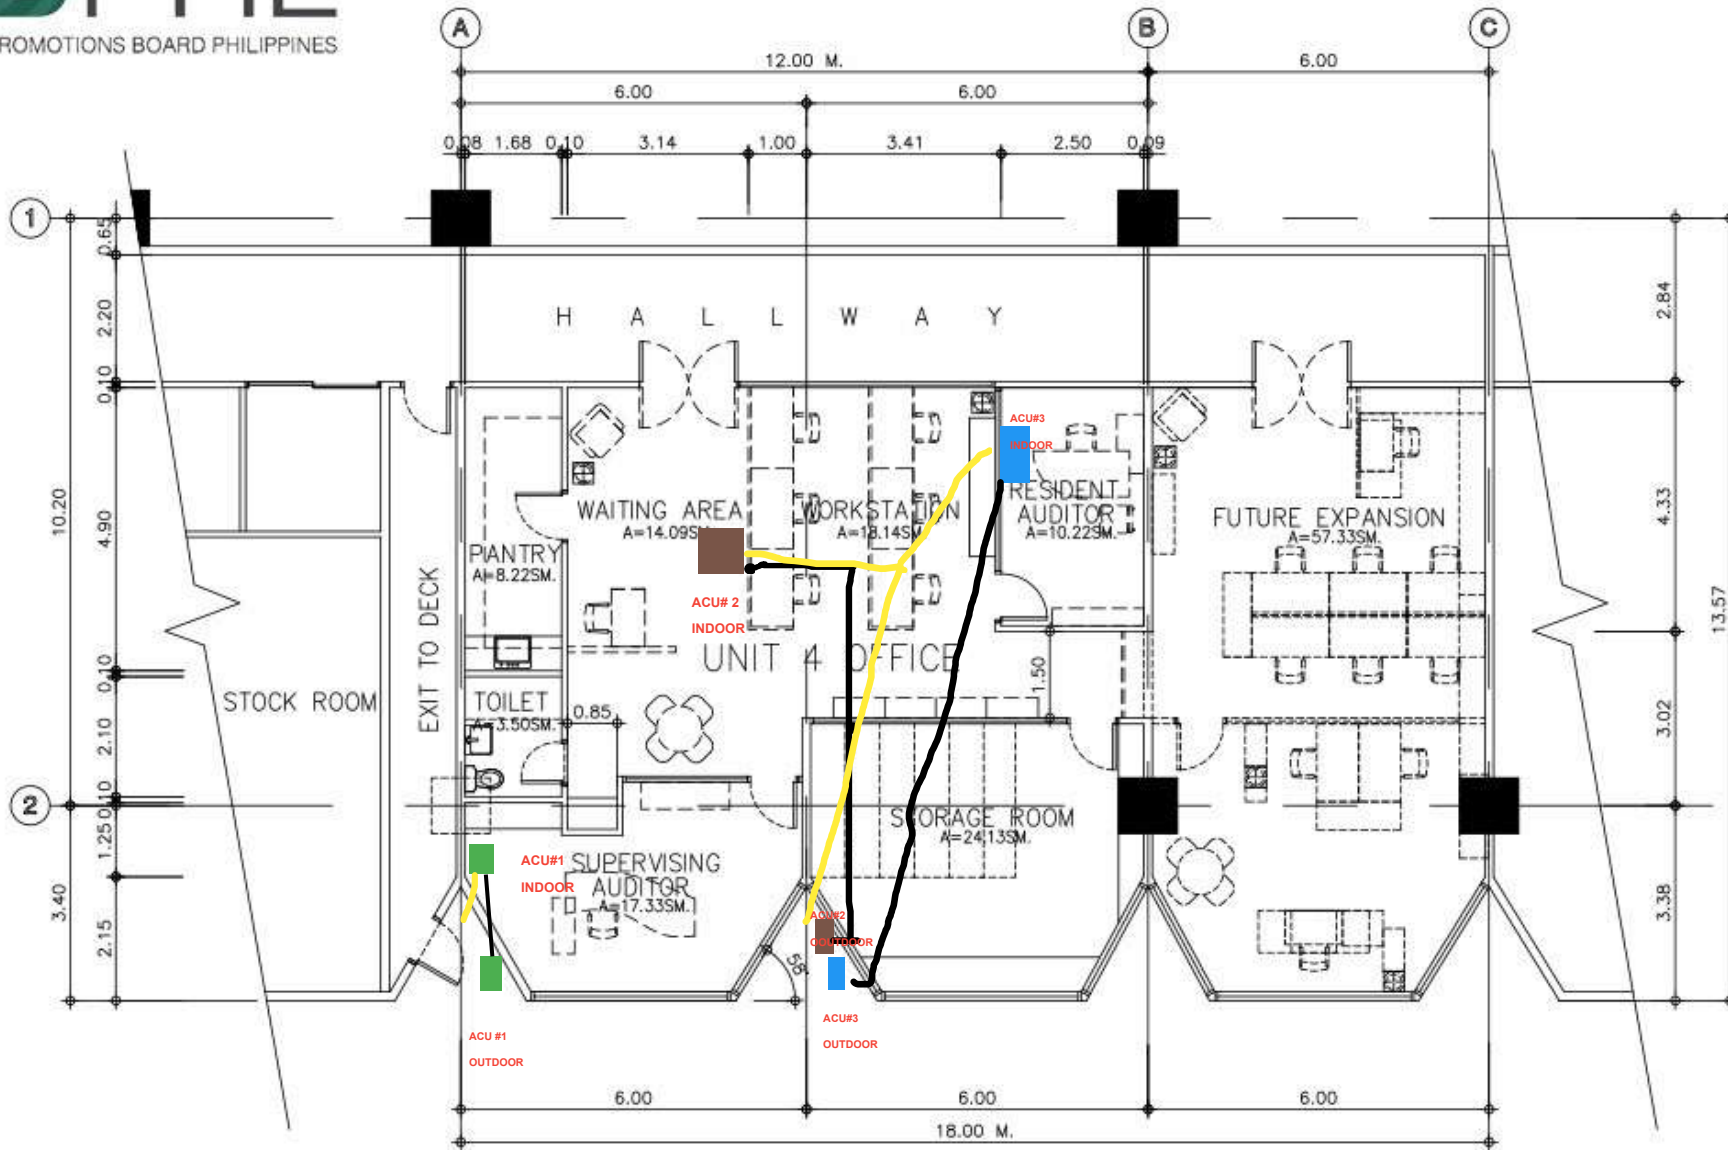 ROMOTIONS BOARD PHILIPPINES
A
B
C
12.00 M.
6.00
6.00
6.00
0.08 1.68 0.10 3.14 1.00 3.41 2.50 0.09
1
0.65
2.20
0.10
10.20
4.90
0.10
2.10
0.10
1.25
3.40
2.15
2
2.84
4.33
13.57
3.02
3.38
HALLWAY
ACU#3
INDOOR
RESIDENT
AUDITOR
A=10.22SM.
WAITING AREA
A=14.09SM
WORKSTATION
A=18.14SM
FUTURE EXPANSION
A=57.33SM.
PANTRY
A=8.22SM.
ACU# 2
INDOOR
UNIT 4 OFFICE
1.50
EXIT TO DECK
STOCK ROOM
TOILET
A=3.50SM.
0.85
STORAGE ROOM
A=24.13SM.
ACU#1
INDOOR
SUPERVISING
AUDITOR
A=17.33SM.
ACU#2
OUTDOOR
58°
ACU#3
OUTDOOR
ACU #1
OUTDOOR
6.00
6.00
6.00
18.00 M.